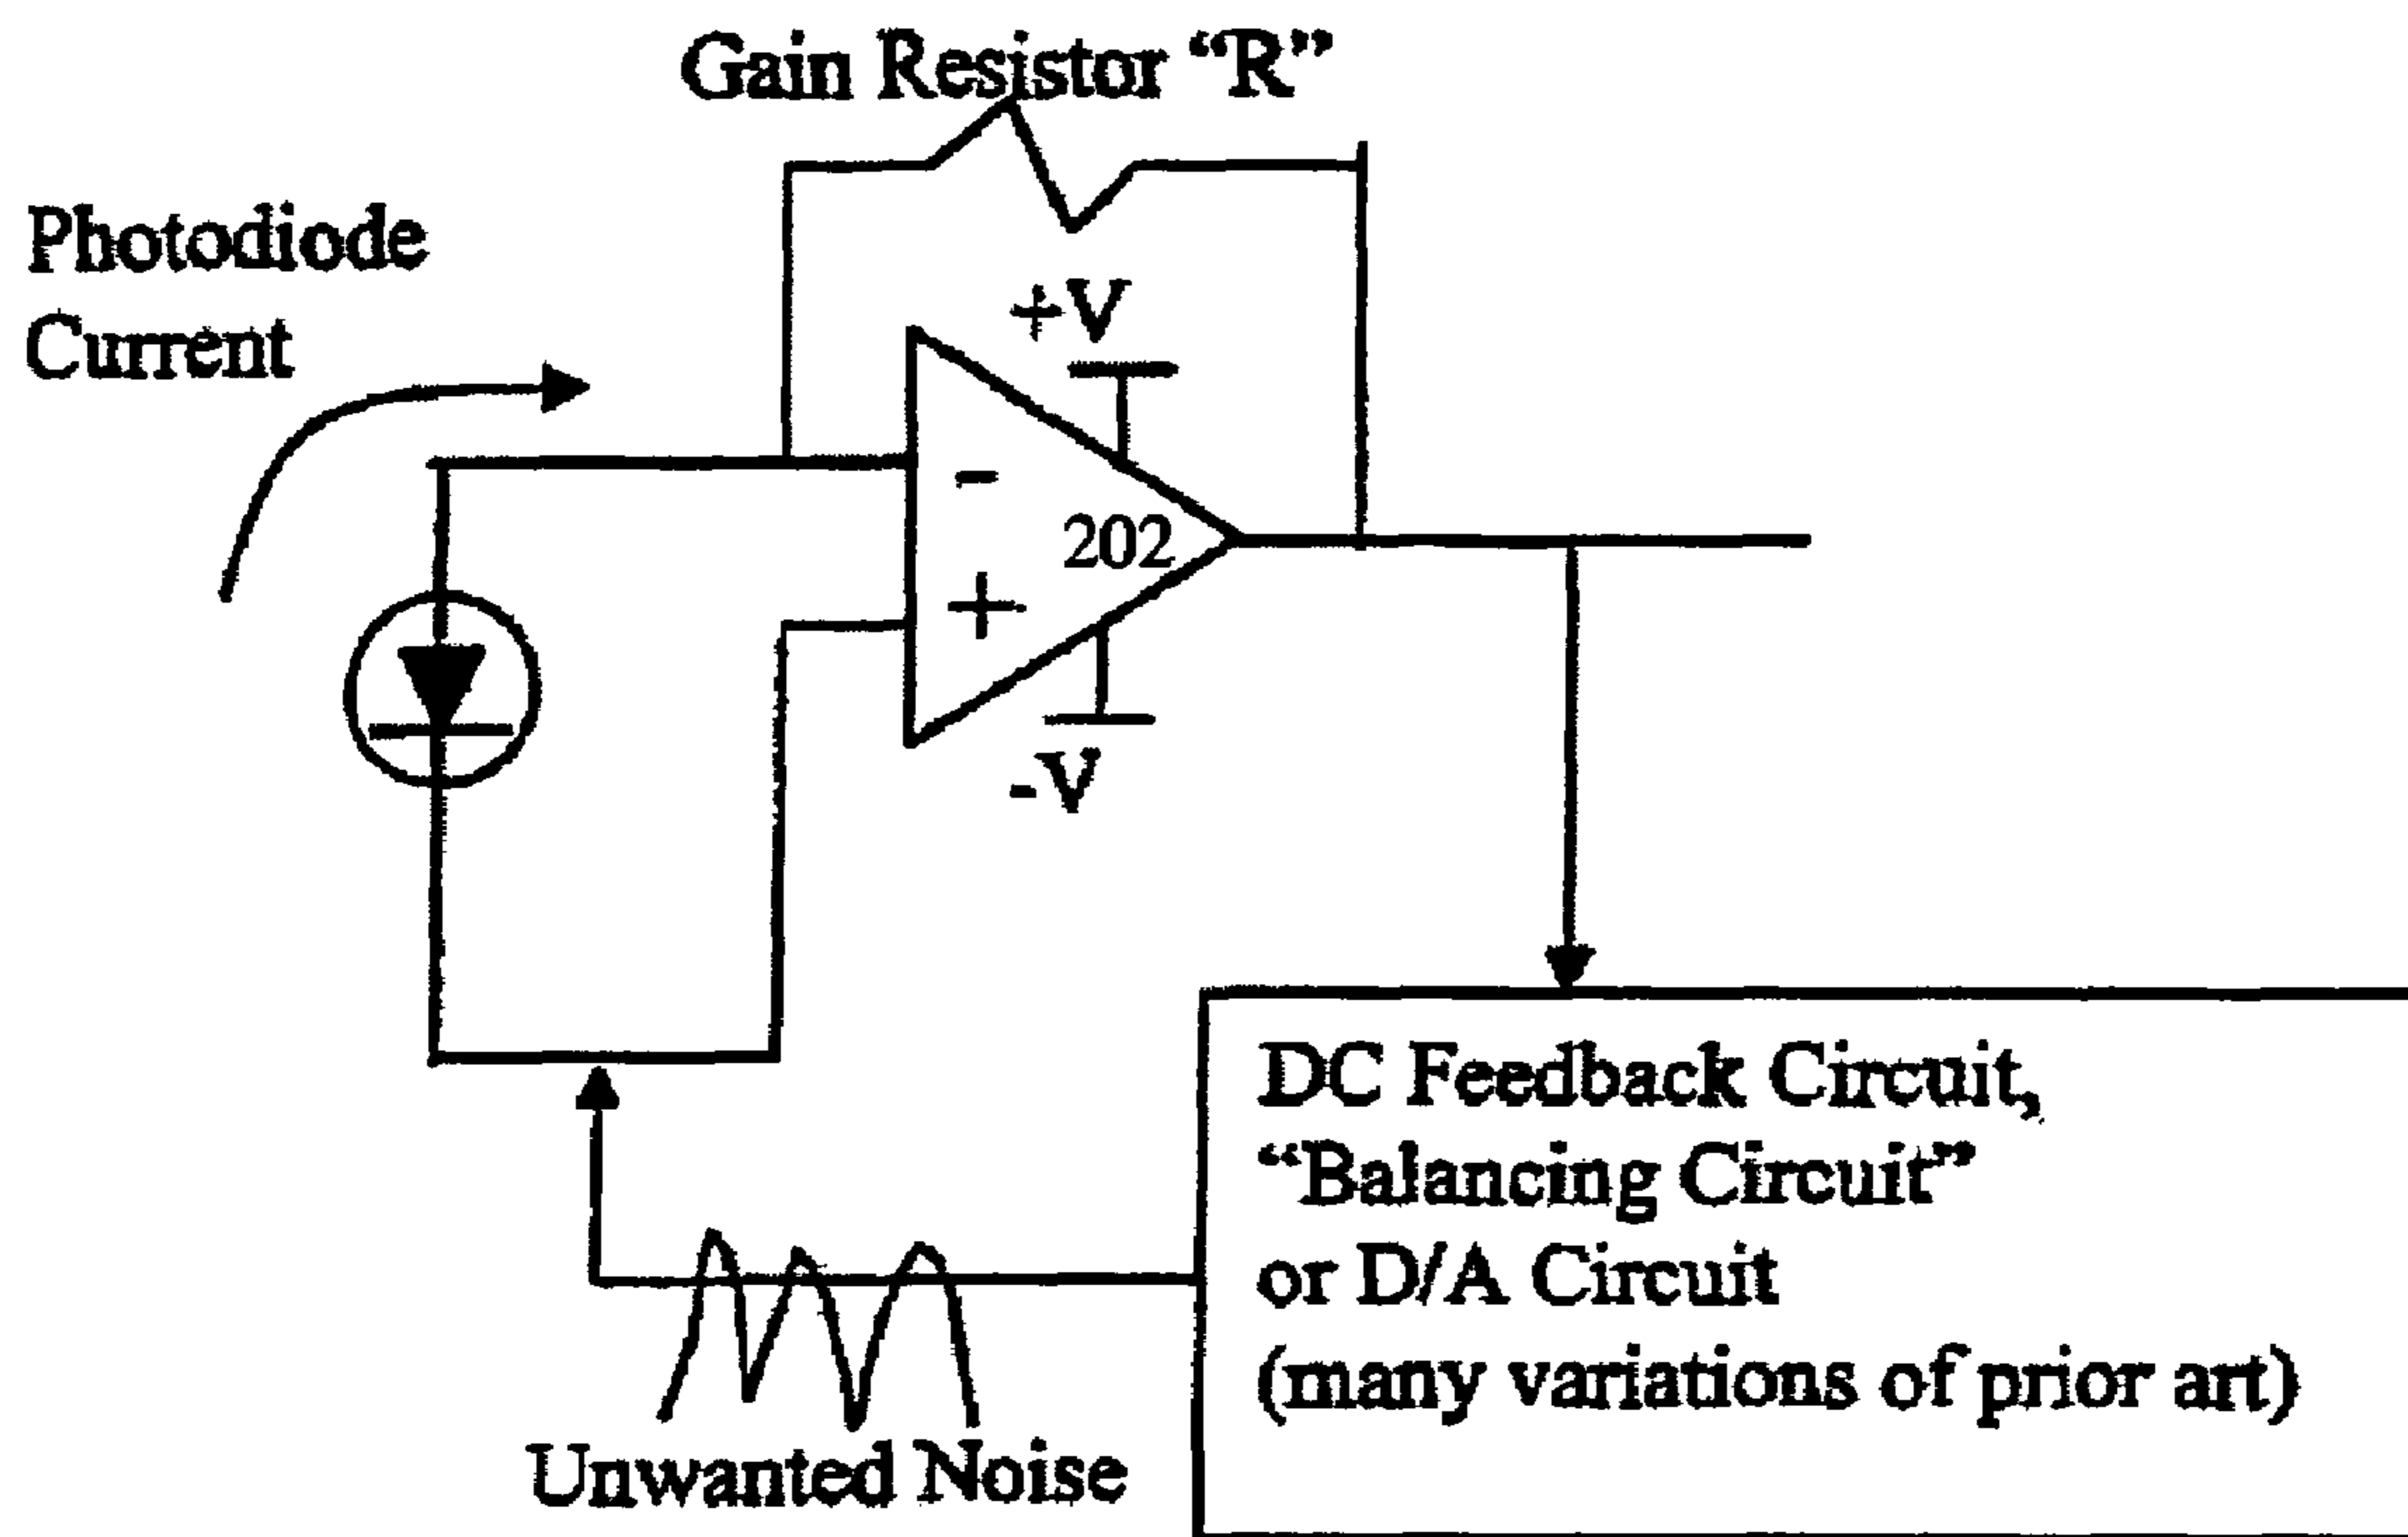 Gain Resistor “R”
Photodiode
Current
+V
-
202
+
-V
DC Feedback Circuit,
“Balancing Circuit”
or D/A Circuit
(many variations of prior art)
Unwanted Noise